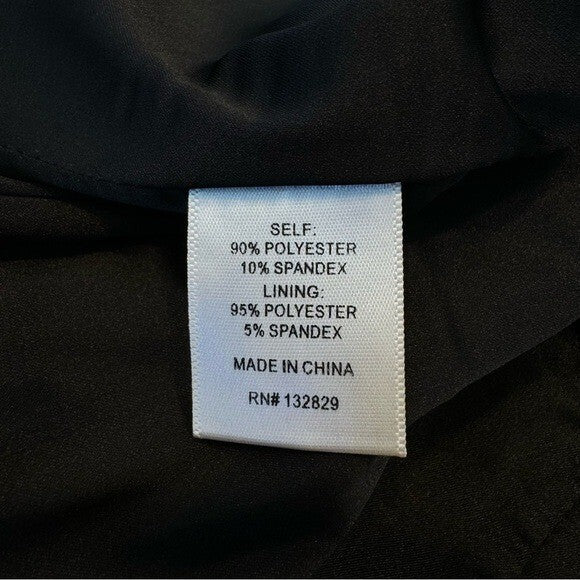 SELF:
90% POLYESTER
10% SPANDEX
LINING:
95% POLYESTER
5% SPANDEX
MADE IN CHINA
RN# 132829